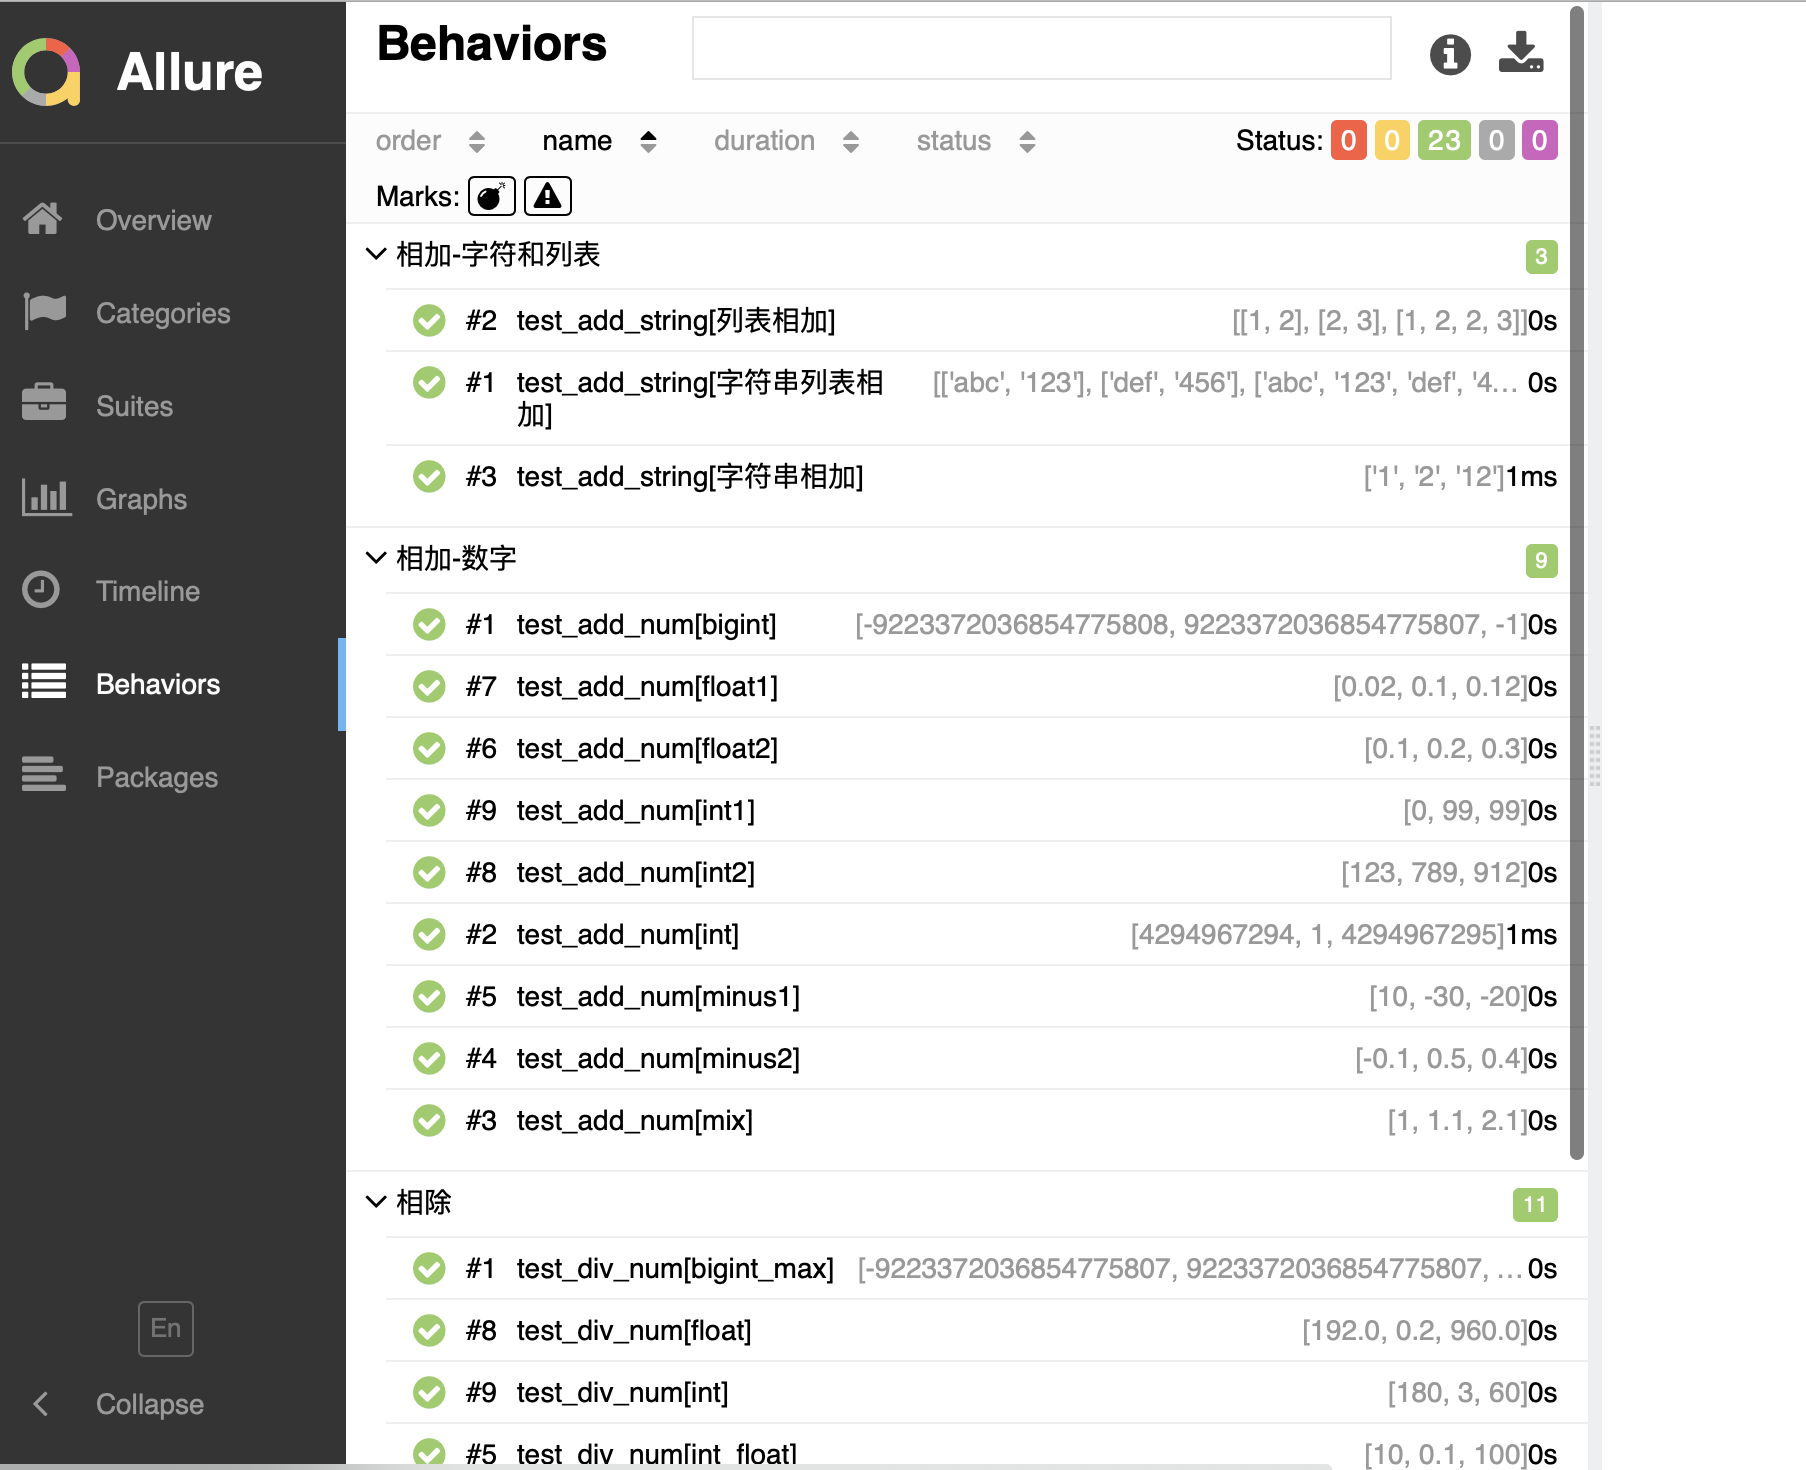 Allure
Overview
Categories
Suites
Graphs
Timeline
Behaviors
Packages
En
Collapse
Behaviors
order name duration status Status: 0 0 23 0 0
Marks:
相加-字符和列表 3
#2 test_add_string[列表相加] [[1, 2], [2, 3], [1, 2, 2, 3]]0s
#1 test_add_string[字符串列表相 [['abc', '123'], ['def', '456'], ['abc', '123', 'def', '4... 0s
加]
#3 test_add_string[字符串相加] ['1', '2', '12']1ms
相加-数字 9
#1 test_add_num[bigint] [-9223372036854775808, 9223372036854775807, -1]0s
#7 test_add_num[float1] [0.02, 0.1, 0.12]0s
#6 test_add_num[float2] [0.1, 0.2, 0.3]0s
#9 test_add_num[int1] [0, 99, 99]0s
#8 test_add_num[int2] [123, 789, 912]0s
#2 test_add_num[int] [4294967294, 1, 4294967295]1ms
#5 test_add_num[minus1] [10, -30, -20]0s
#4 test_add_num[minus2] [-0.1, 0.5, 0.4]0s
#3 test_add_num[mix] [1, 1.1, 2.1]0s
相除 11
#1 test_div_num[bigint_max] [-9223372036854775807, 9223372036854775807, ... 0s
#8 test_div_num[float] [192.0, 0.2, 960.0]0s
#9 test_div_num[int] [180, 3, 60]0s
#5 test_div_num[int_float] [10, 0.1, 100]0s